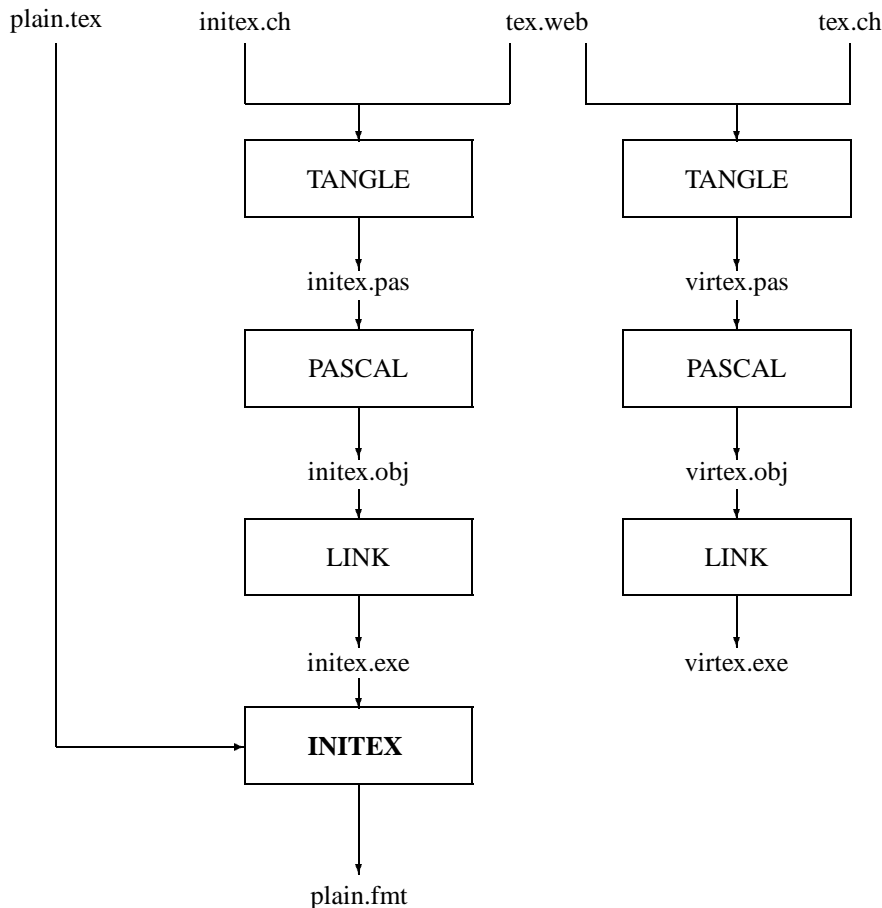 plain.tex initex.ch tex.web tex.ch
TANGLE TANGLE
initex.pas virtex.pas
PASCAL PASCAL
initex.obj virtex.obj
LINK LINK
initex.exe virtex.exe
INITEX
plain.fmt